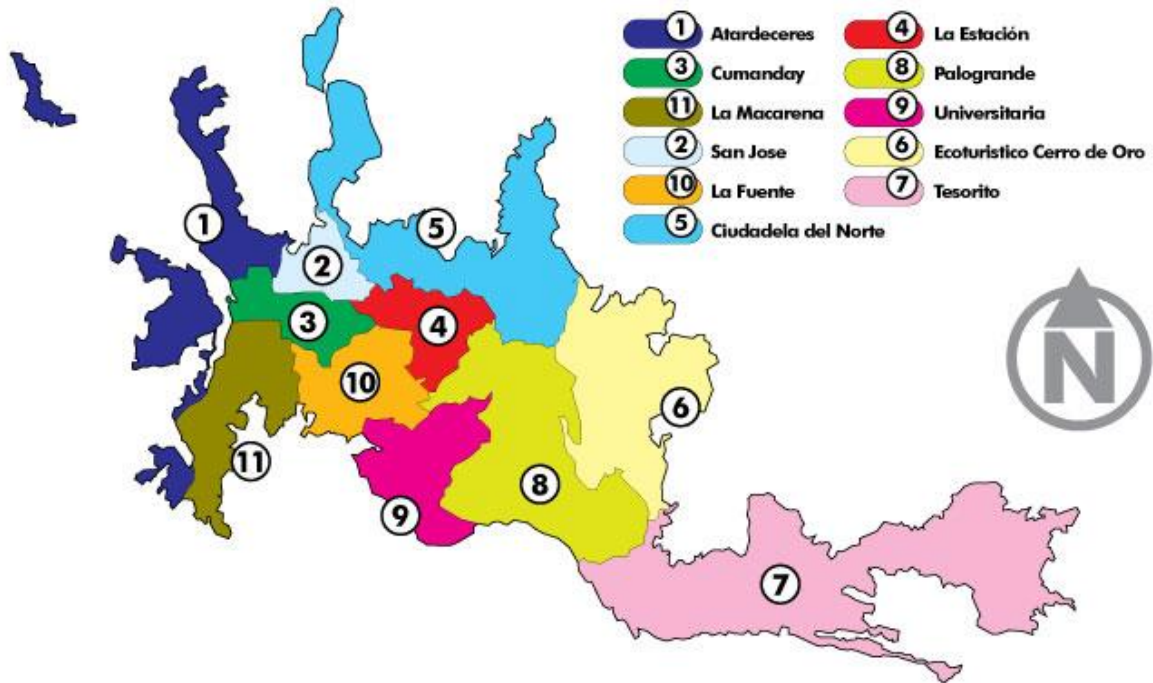 1 Atardeceres
3 Cumanday
11 La Macarena
2 San Jose
10 La Fuente
5 Ciudadela del Norte
4 La Estación
8 Palogrande
9 Universitaria
6 Ecoturistico Cerro de Oro
7 Tesorito
1
2
5
3
4
10
6
11
8
9
7
N